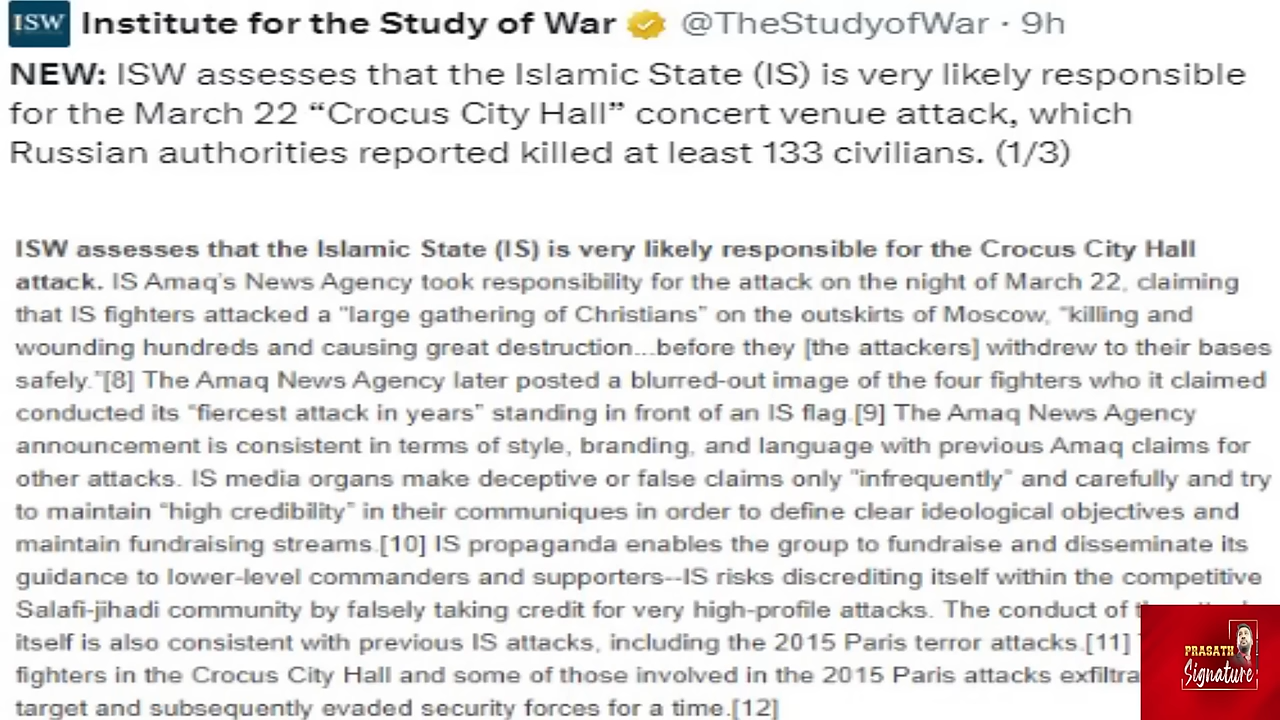 ISW Institute for the Study of War @TheStudyofWar · 9h
NEW: ISW assesses that the Islamic State (IS) is very likely responsible
for the March 22 “Crocus City Hall” concert venue attack, which
Russian authorities reported killed at least 133 civilians. (1/3)
ISW assesses that the Islamic State (IS) is very likely responsible for the Crocus City Hall
attack. IS Amaq's News Agency took responsibility for the attack on the night of March 22, claiming
that IS fighters attacked a "large gathering of Christians" on the outskirts of Moscow, "killing and
wounding hundreds and causing great destruction...before they [the attackers] withdrew to their bases
safely."[8] The Amaq News Agency later posted a blurred-out image of the four fighters who it claimed
conducted its "fiercest attack in years" standing in front of an IS flag.[9] The Amaq News Agency
announcement is consistent in terms of style, branding, and language with previous Amaq claims for
other attacks. IS media organs make deceptive or false claims only "infrequently" and carefully and try
to maintain "high credibility" in their communiques in order to define clear ideological objectives and
maintain fundraising streams.[10] IS propaganda enables the group to fundraise and disseminate its
guidance to lower-level commanders and supporters--IS risks discrediting itself within the competitive
Salafi-jihadi community by falsely taking credit for very high-profile attacks. The conduct of
itself is also consistent with previous IS attacks, including the 2015 Paris terror attacks.[11]
fighters in the Crocus City Hall and some of those involved in the 2015 Paris attacks
target and subsequently evaded security forces for a time.[12]
PRASATH
Signature